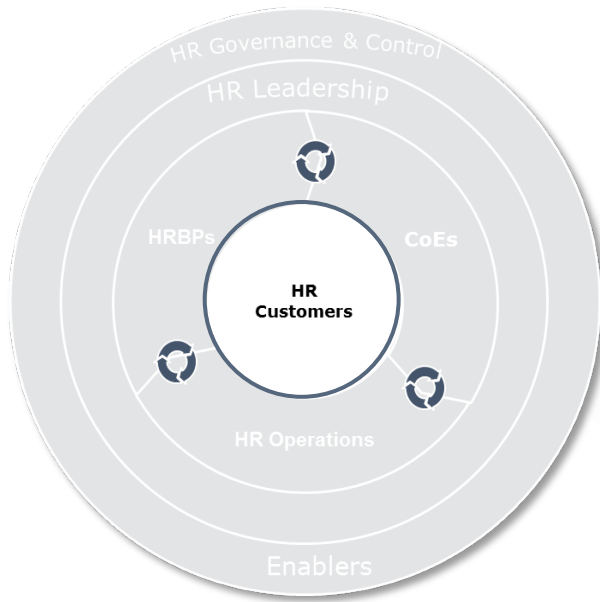 HR Governance & Control
HR Leadership
HRBPs
CoEs
HR
Customers
HR Operations
Enablers